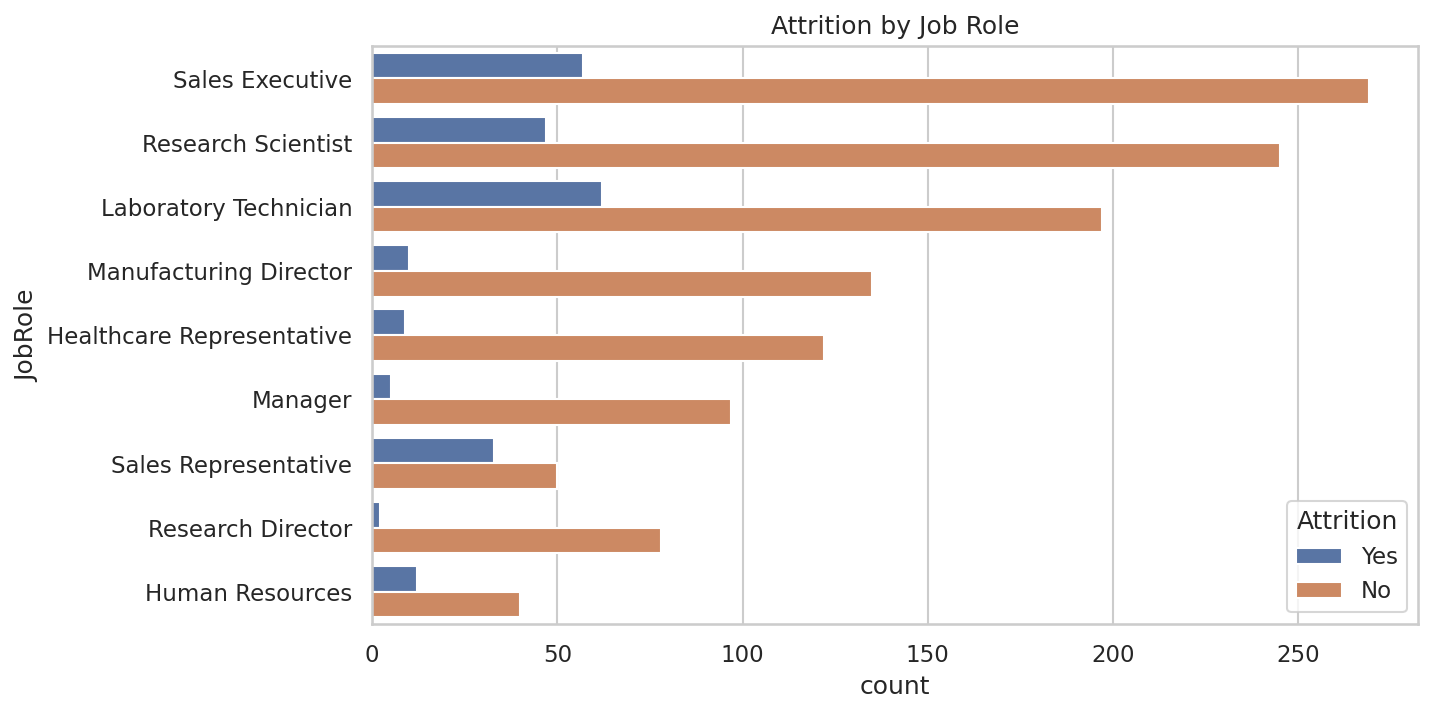 Attrition by Job Role
JobRole
Sales Executive
Research Scientist
Laboratory Technician
Manufacturing Director
Healthcare Representative
Manager
Sales Representative
Research Director
Human Resources
Attrition
Yes
No
0 50 100 150 200 250
count